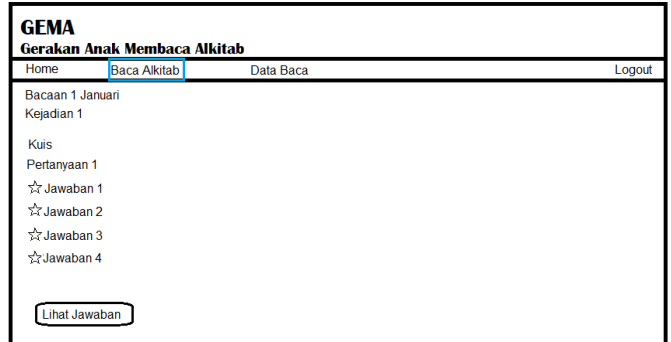 GEMA
Gerakan Anak Membaca Alkitab
Home Baca Alkitab Data Baca Logout
Bacaan 1 Januari
Kejadian 1
Kuis
Pertanyaan 1
☆ Jawaban 1
☆ Jawaban 2
☆ Jawaban 3
☆ Jawaban 4
Lihat Jawaban